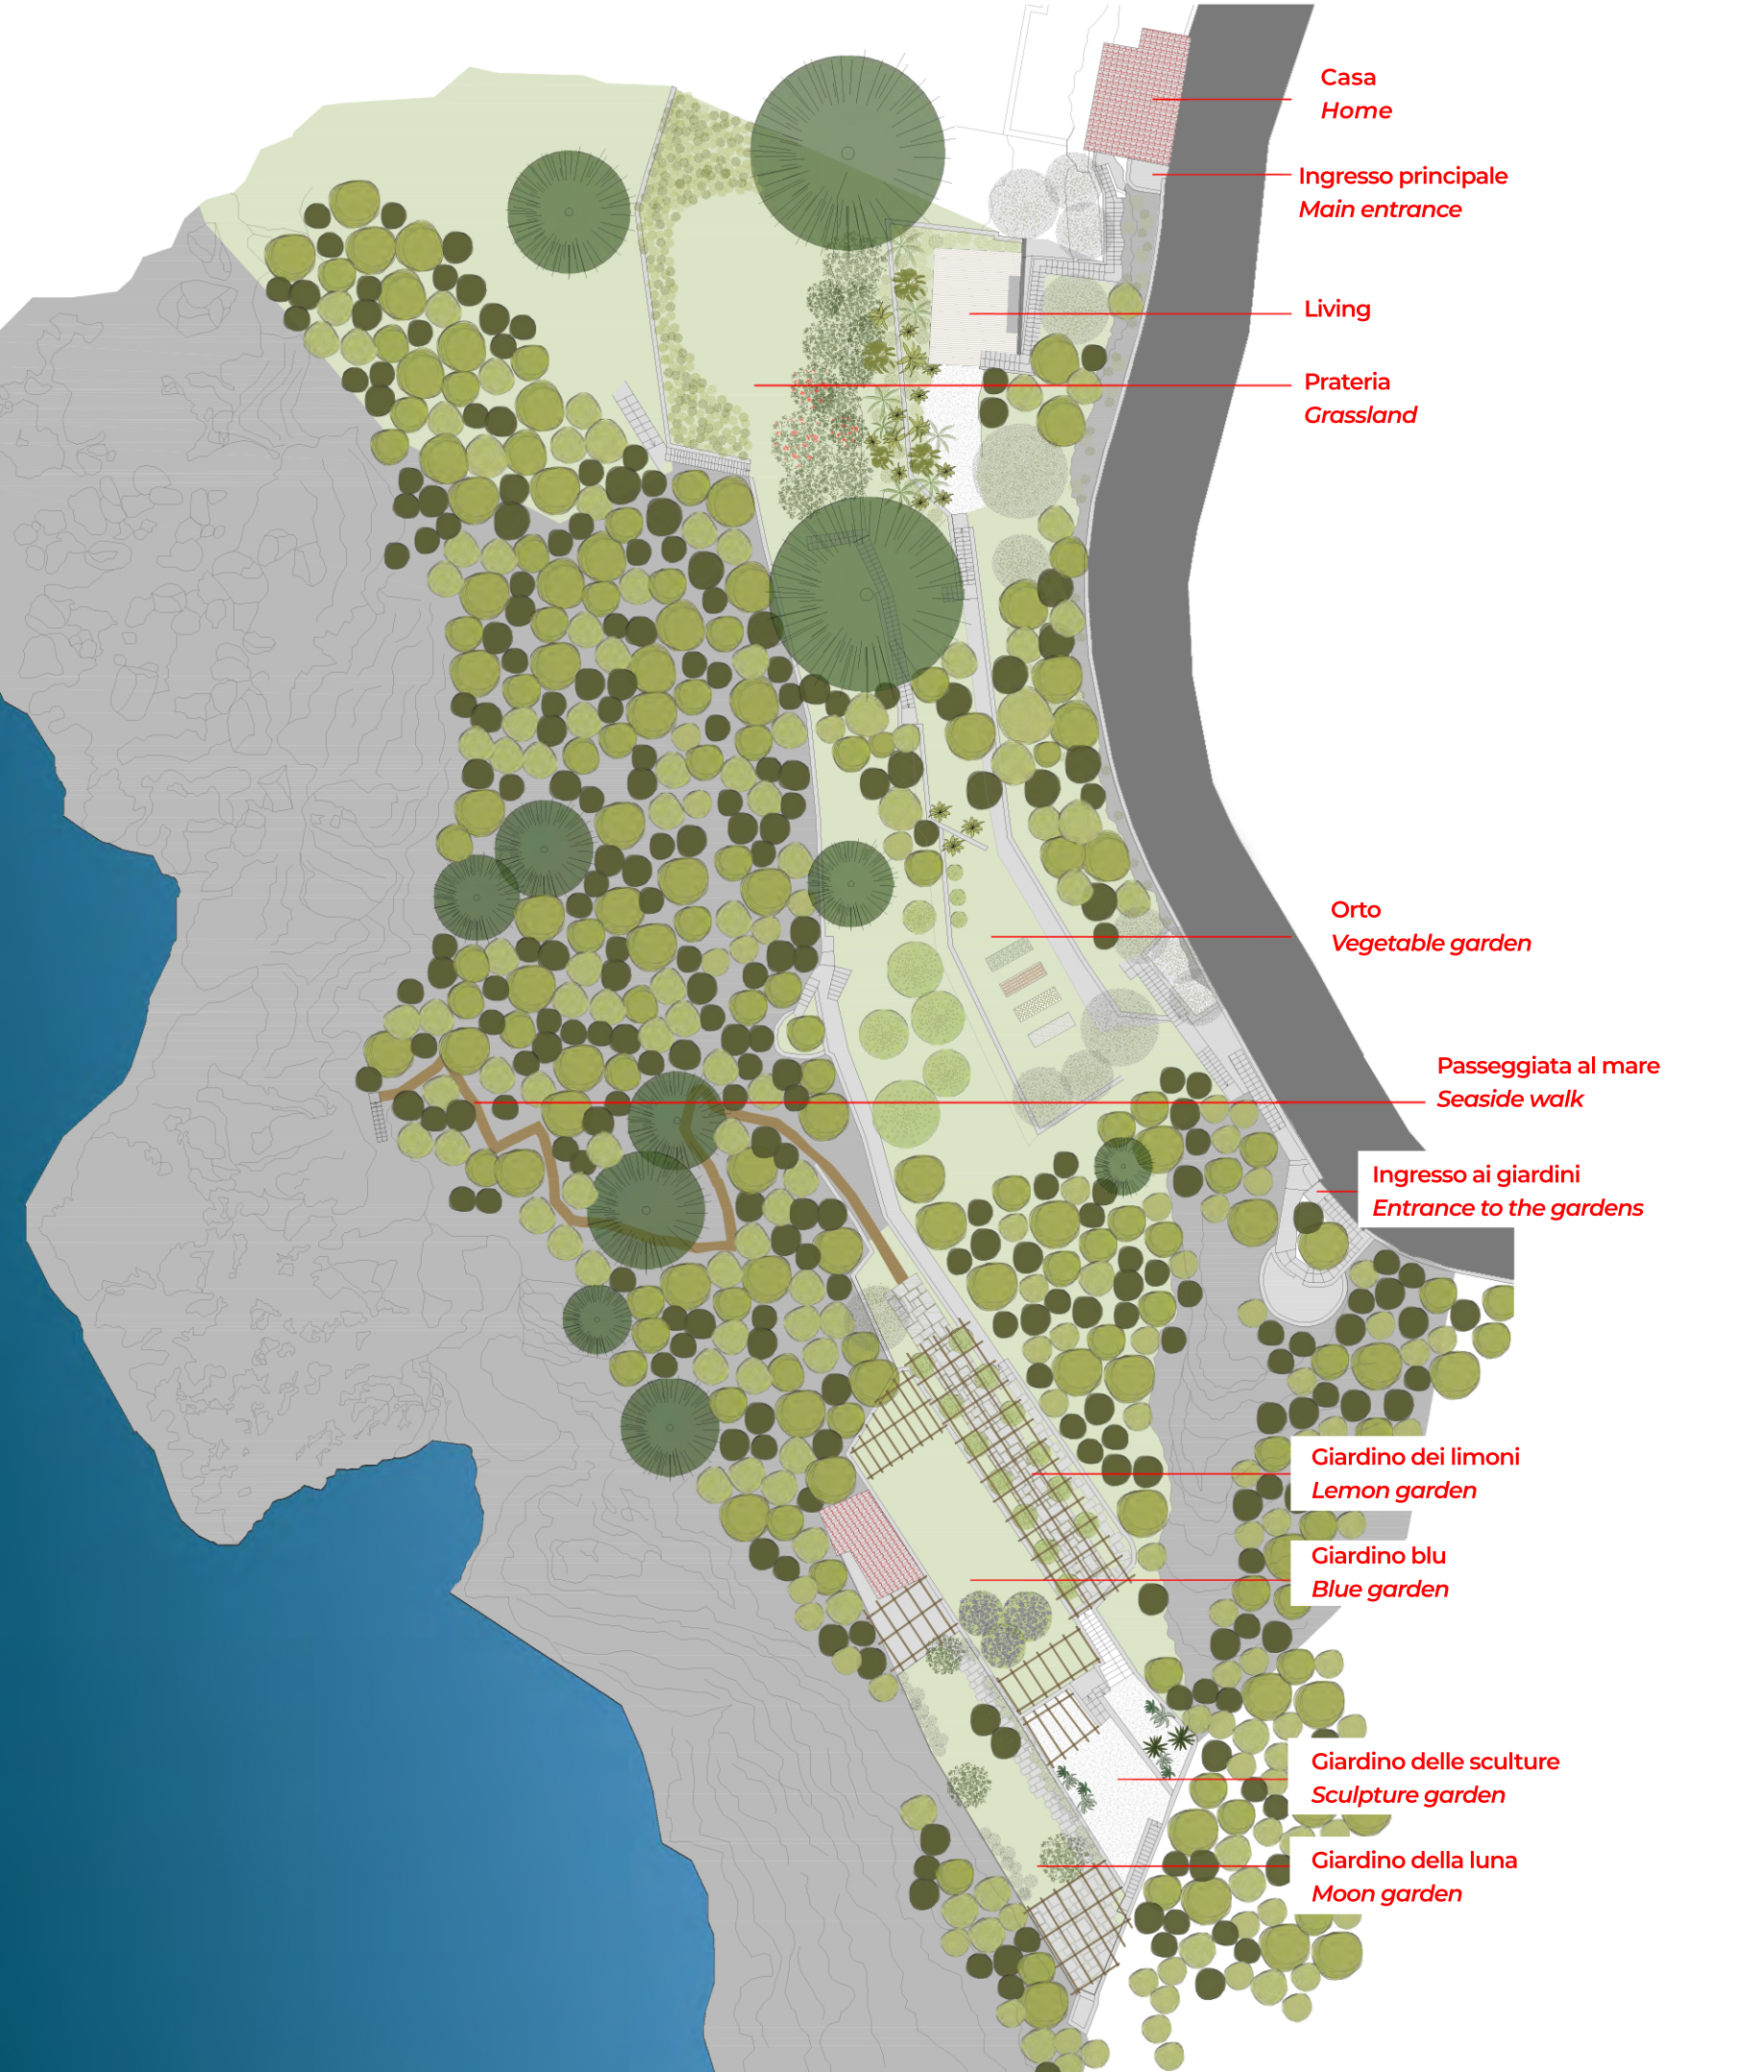 Casa
Home
Ingresso principale
Main entrance
Living
Prateria
Grassland
Orto
Vegetable garden
Passeggiata al mare
Seaside walk
Ingresso ai giardini
Entrance to the gardens
Giardino dei limoni
Lemon garden
Giardino blu
Blue garden
Giardino delle sculture
Sculpture garden
Giardino della luna
Moon garden